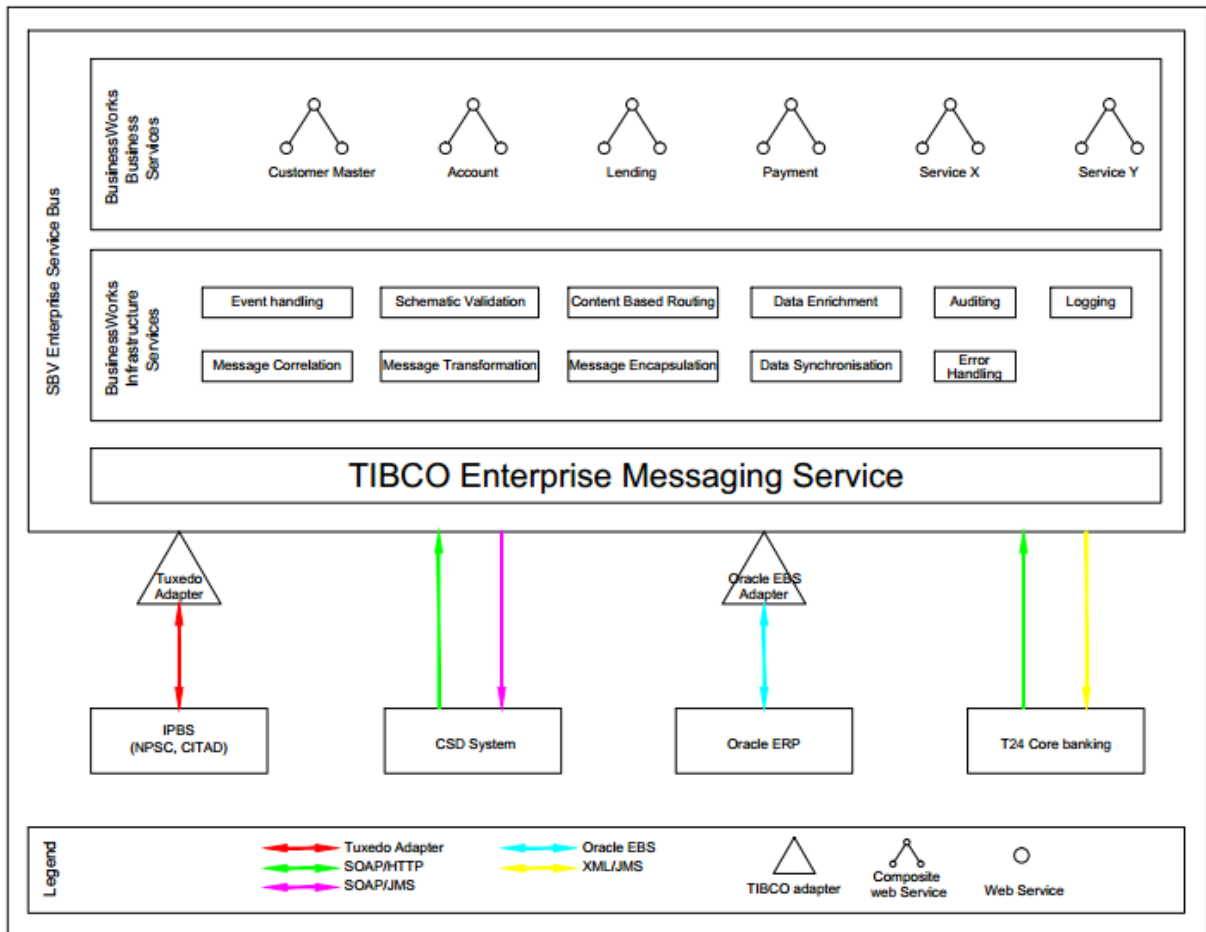 SBV Enterprise Service Bus
BusinessWorks
Business
Services
Customer Master
Account
Lending
Payment
Service X
Service Y
BusinessWorks
Infrastructure
Services
Event handling
Schematic Validation
Content Based Routing
Data Enrichment
Auditing
Logging
Message Correlation
Message Transformation
Message Encapsulation
Data Synchronisation
Error
Handling
TIBCO Enterprise Messaging Service
Tuxedo
Adapter
Oracle EBS
Adapter
IPBS
(NPSC, CITAD)
CSD System
Oracle ERP
T24 Core banking
Legend
Tuxedo Adapter
SOAP/HTTP
SOAP/JMS
Oracle EBS
XML/JMS
TIBCO adapter
Composite
web Service
Web Service